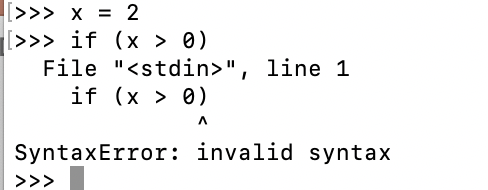 [>>> x = 2
[>>> if (x > 0)
  File "<stdin>", line 1
    if (x > 0)
             ^
SyntaxError: invalid syntax
>>>